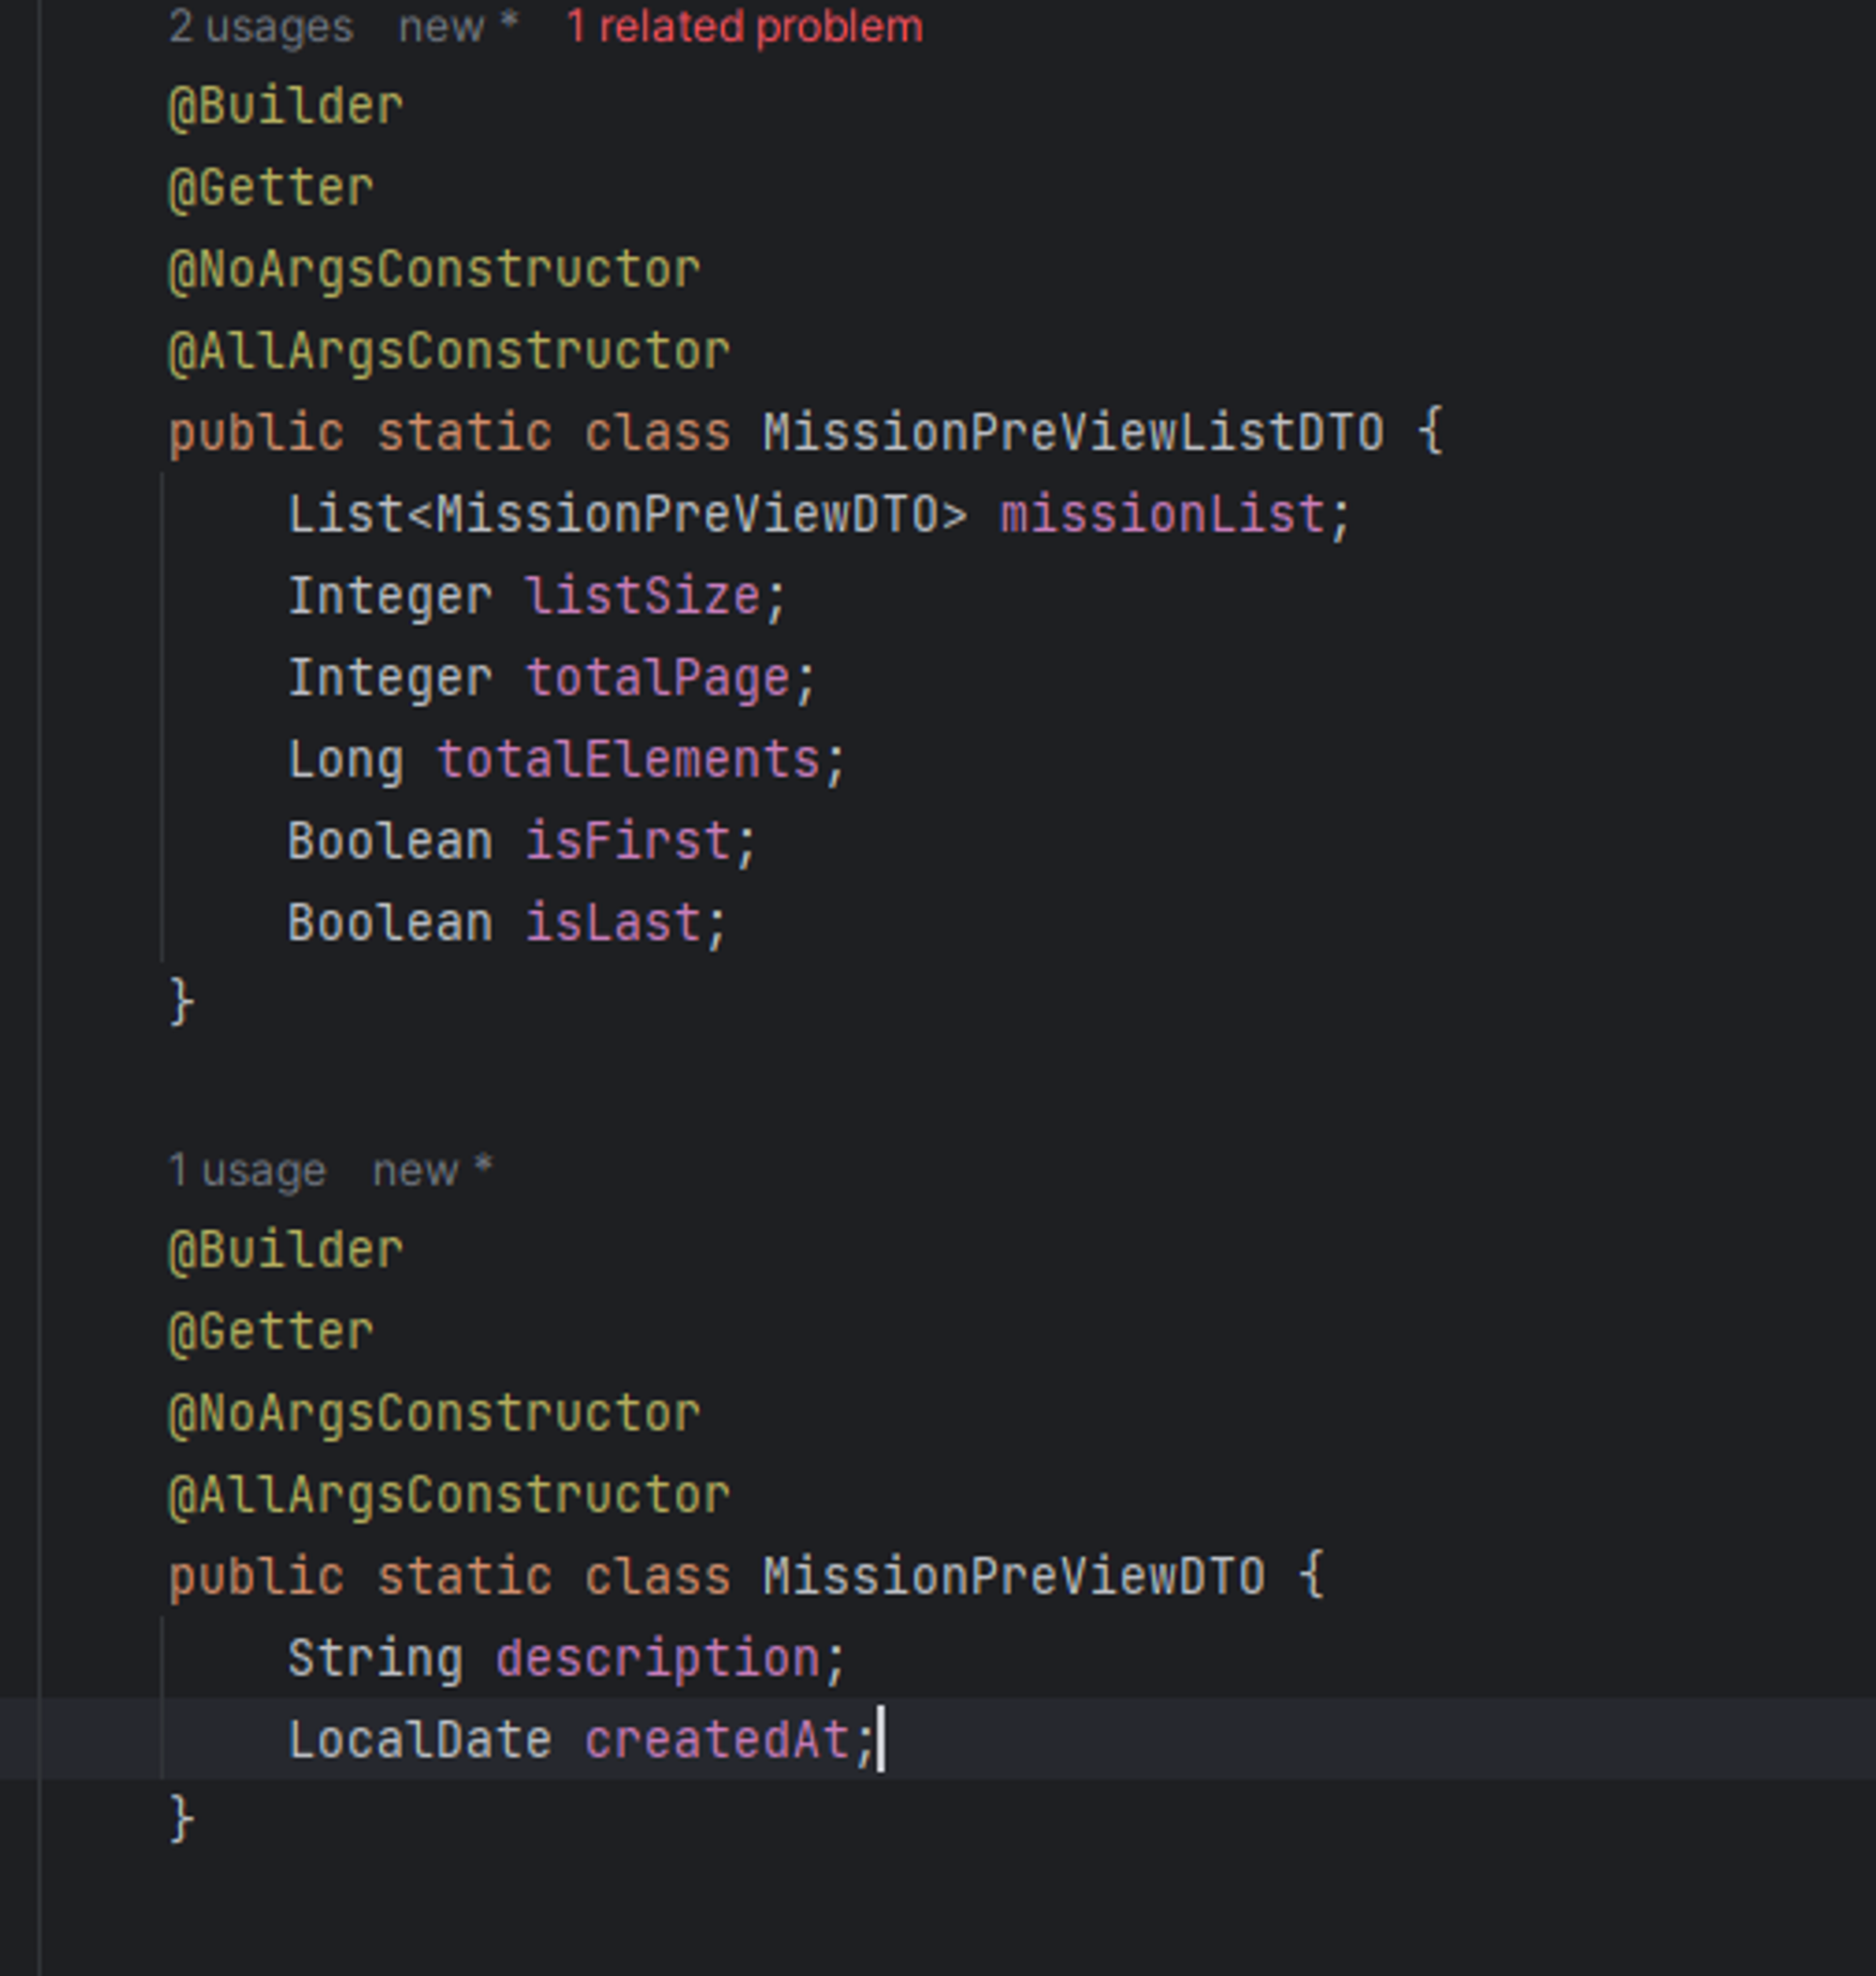 2 usages new * 1 related problem
@Builder
@Getter
@NoArgsConstructor
@AllArgsConstructor
public static class MissionPreViewListDTO {
List<MissionPreViewDTO> missionList;
Integer listSize;
Integer totalPage;
Long totalElements;
Boolean isFirst;
Boolean isLast;
}
1 usage new *
@Builder
@Getter
@NoArgsConstructor
@AllArgsConstructor
public static class MissionPreViewDTO {
String description;
LocalDate createdAt;
}